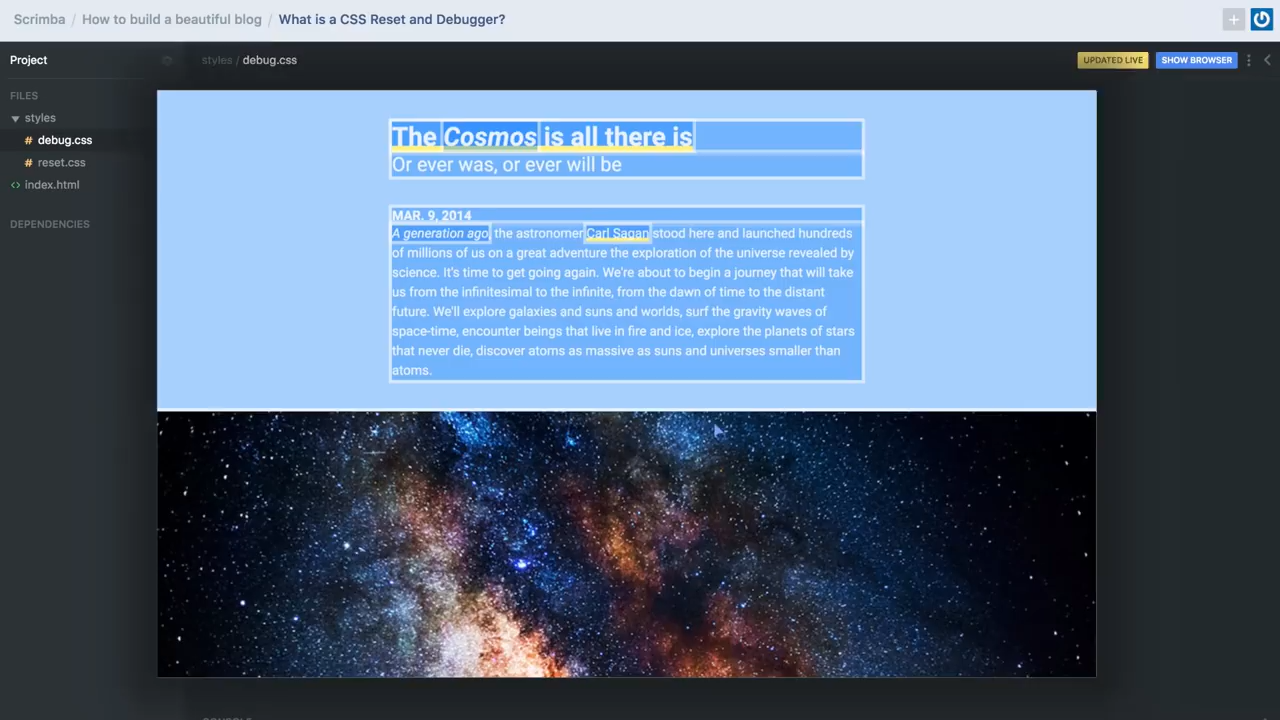 Scrimba / How to build a beautiful blog / What is a CSS Reset and Debugger?
Project
styles / debug.css
UPDATED LIVE
SHOW BROWSER
FILES
styles
# debug.css
# reset.css
<> index.html
DEPENDENCIES
The Cosmos is all there is
Or ever was, or ever will be
MAR. 9, 2014
A generation ago, the astronomer Carl Sagan stood here and launched hundreds
of millions of us on a great adventure the exploration of the universe revealed by
science. It's time to get going again. We're about to begin a journey that will take
us from the infinitesimal to the infinite, from the dawn of time to the distant
future. We'll explore galaxies and suns and worlds, surf the gravity waves of
space-time, encounter beings that live in fire and ice, explore the planets of stars
that never die, discover atoms as massive as suns and universes smaller than
atoms.